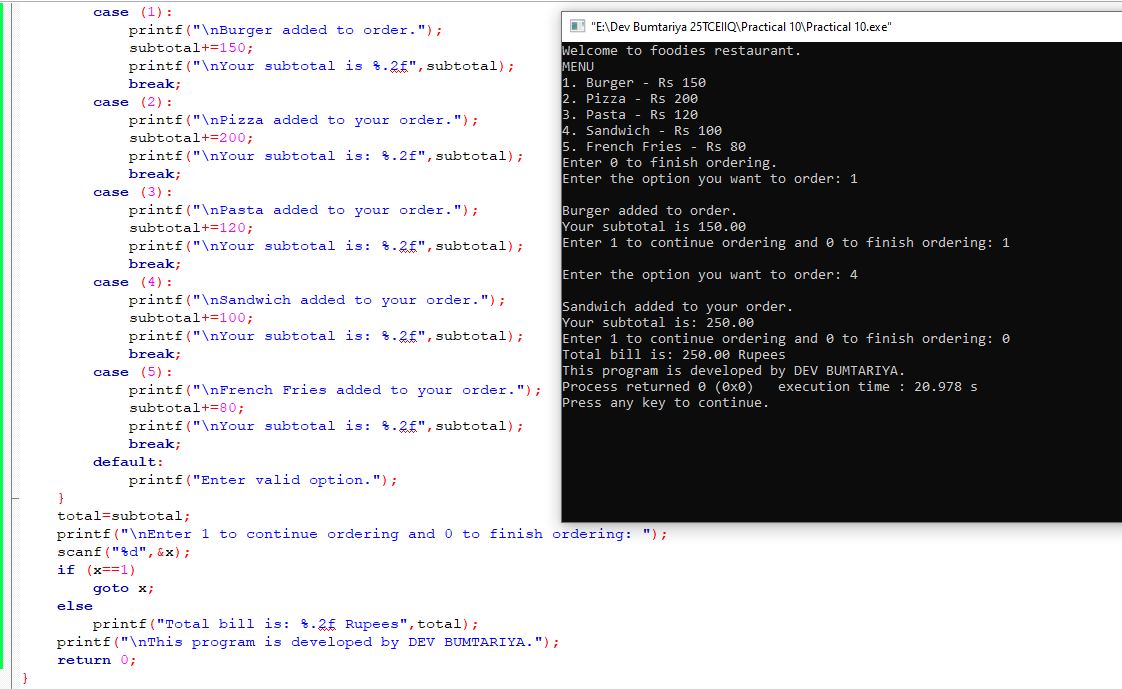 case (1):
printf("\nBurger added to order.");
subtotal+=150;
printf("\nYour subtotal is %.2f",subtotal);
break;
case (2):
printf("\nPizza added to your order.");
subtotal+=200;
printf("\nYour subtotal is: %.2f",subtotal);
break;
case (3):
printf("\nPasta added to your order.");
subtotal+=120;
printf("\nYour subtotal is: %.2f",subtotal);
break;
case (4):
printf("\nSandwich added to your order.");
subtotal+=100;
printf("\nYour subtotal is: %.2f",subtotal);
break;
case (5):
printf("\nFrench Fries added to your order.");
subtotal+=80;
printf("\nYour subtotal is: %.2f",subtotal);
break;
default:
printf("Enter valid option.");
}
total=subtotal;
printf("\nEnter 1 to continue ordering and 0 to finish ordering: ");
scanf("%d",&x);
if (x==1)
goto x;
else
printf("Total bill is: %.2f Rupees",total);
printf("\nThis program is developed by DEV BUMTARIYA.");
return 0;
}
"E:\Dev Bumtariya 25TCEIIQ\Practical 10\Practical 10.exe"
Welcome to foodies restaurant.
MENU
1. Burger - Rs 150
2. Pizza - Rs 200
3. Pasta - Rs 120
4. Sandwich - Rs 100
5. French Fries - Rs 80
Enter 0 to finish ordering.
Enter the option you want to order: 1
Burger added to order.
Your subtotal is 150.00
Enter 1 to continue ordering and 0 to finish ordering: 1
Enter the option you want to order: 4
Sandwich added to your order.
Your subtotal is: 250.00
Enter 1 to continue ordering and 0 to finish ordering: 0
Total bill is: 250.00 Rupees
This program is developed by DEV BUMTARIYA.
Process returned 0 (0x0)   execution time : 20.978 s
Press any key to continue.